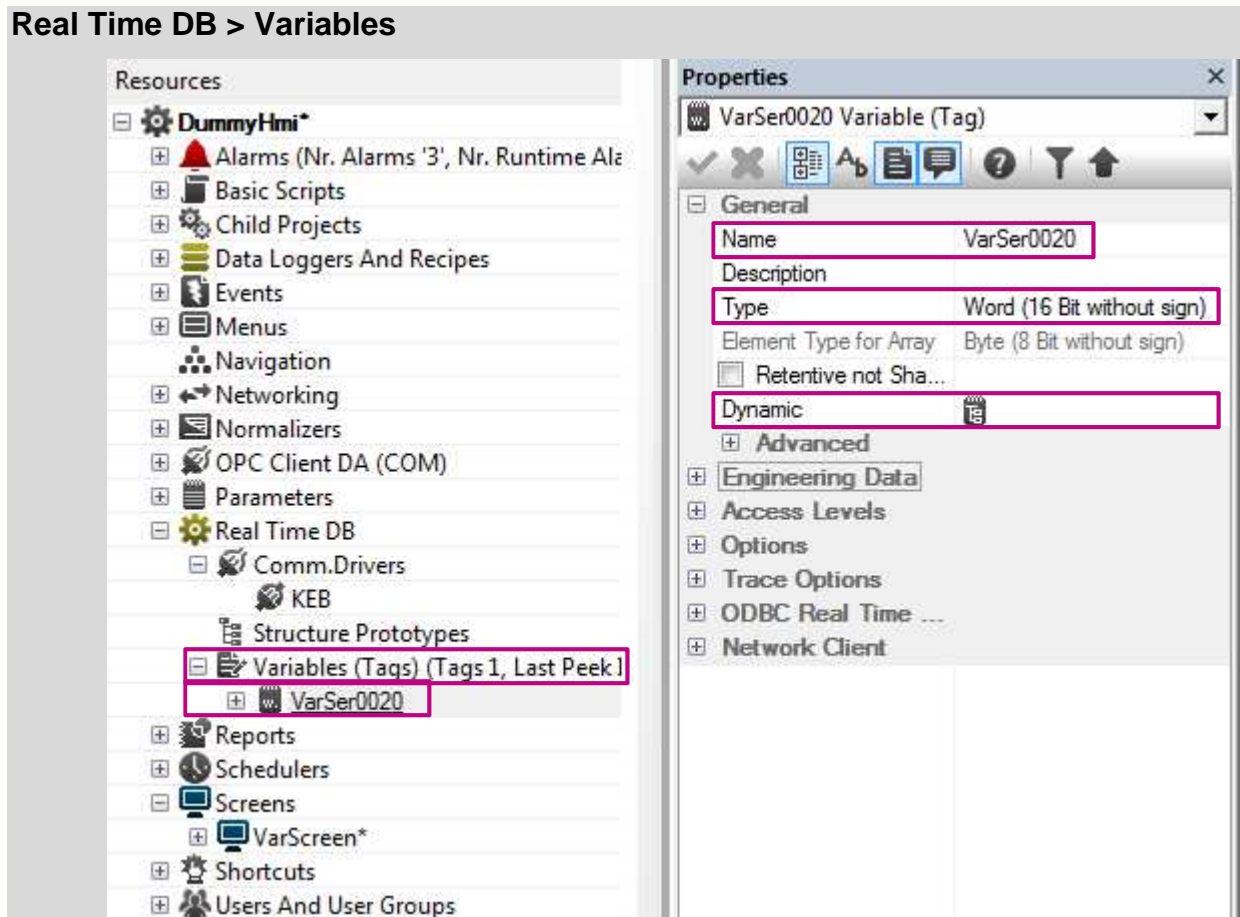 Real Time DB > Variables
Resources
DummyHmi*
Alarms (Nr. Alarms '3', Nr. Runtime Ala
Basic Scripts
Child Projects
Data Loggers And Recipes
Events
Menus
Navigation
Networking
Normalizers
OPC Client DA (COM)
Parameters
Real Time DB
Comm.Drivers
KEB
Structure Prototypes
Variables (Tags) (Tags 1, Last Peek I
VarSer0020
Reports
Schedulers
Screens
VarScreen*
Shortcuts
Users And User Groups
Properties
VarSer0020 Variable (Tag)
General
Name VarSer0020
Description
Type Word (16 Bit without sign)
Element Type for Array Byte (8 Bit without sign)
Retentive not Sha...
Dynamic
Advanced
Engineering Data
Access Levels
Options
Trace Options
ODBC Real Time ...
Network Client